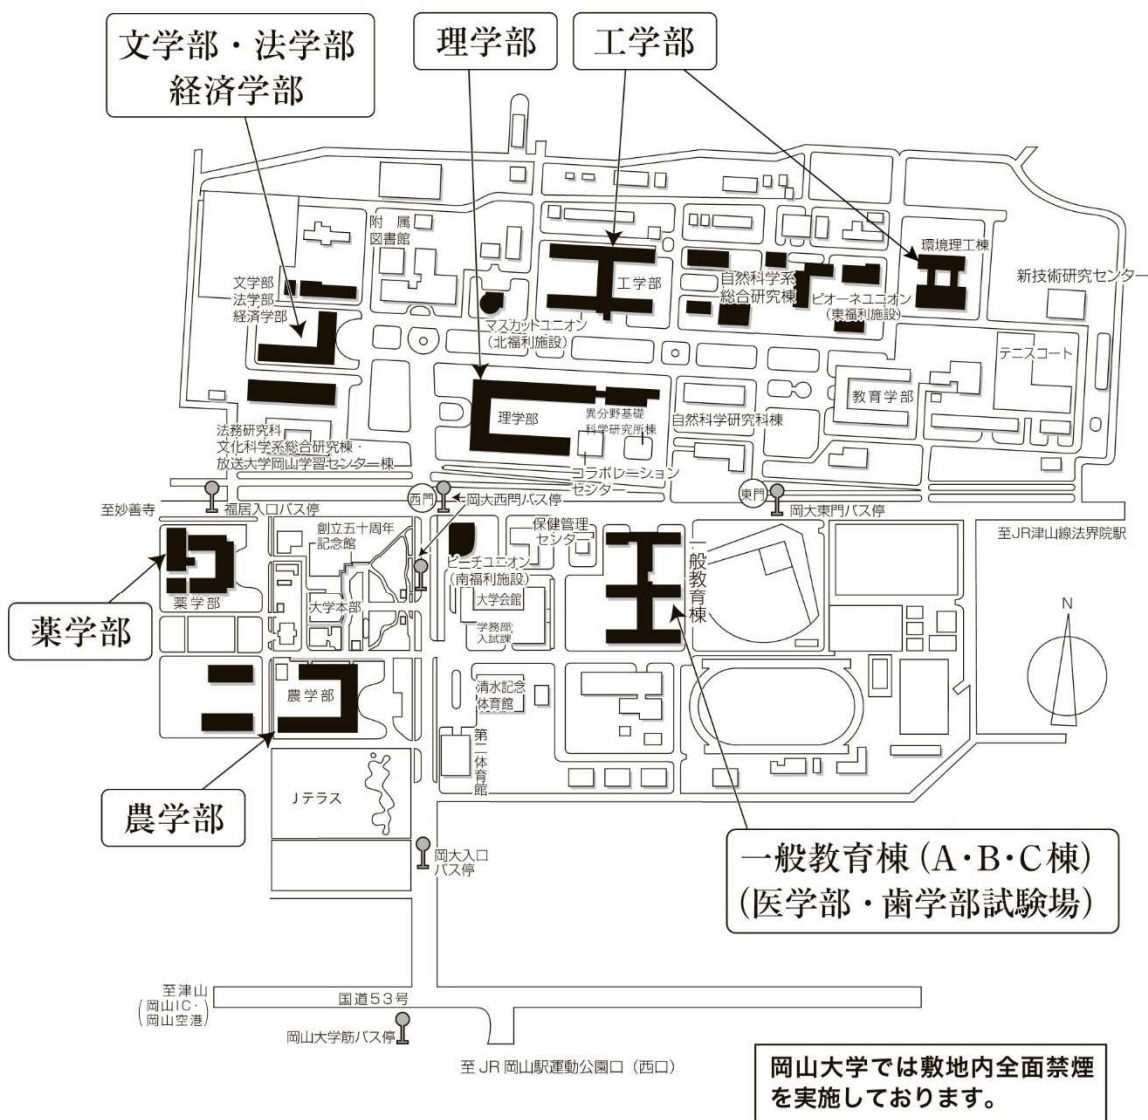 文学部・法学部
経済学部
理学部
工学部
附属
図書館
文学部
法学部
経済学部
マスカットユニオン
(北福利施設)
工学部
自然科学系
総合研究棟
ピオーネユニオン
(東福利施設)
環境理工棟
新技術研究センター
テニスコート
教育学部
法務研究科
文化科学系総合研究棟・
放送大学岡山学習センター棟
理学部
異分野基礎
科学研究所棟
自然科学研究科棟
コラボレーション
センター
西門
岡大西門バス停
東門
岡大東門バス停
至妙善寺
福居入口バス停
至JR津山線法界院駅
創立五十周年
記念館
保健管理
センター
ピーチユニオン
(南福利施設)
大学会館
学務部
入試課
一般教育棟
薬学部
大学本部
薬学部
農学部
清水記念
体育館
第二体育館
N
Jテラス
農学部
岡大入口
バス停
一般教育棟(A・B・C棟)
(医学部・歯学部試験場)
至津山
(岡山IC・
岡山空港)
国道53号
岡山大学筋バス停
至JR岡山駅運動公園口(西口)
岡山大学では敷地内全面禁煙
を実施しております。